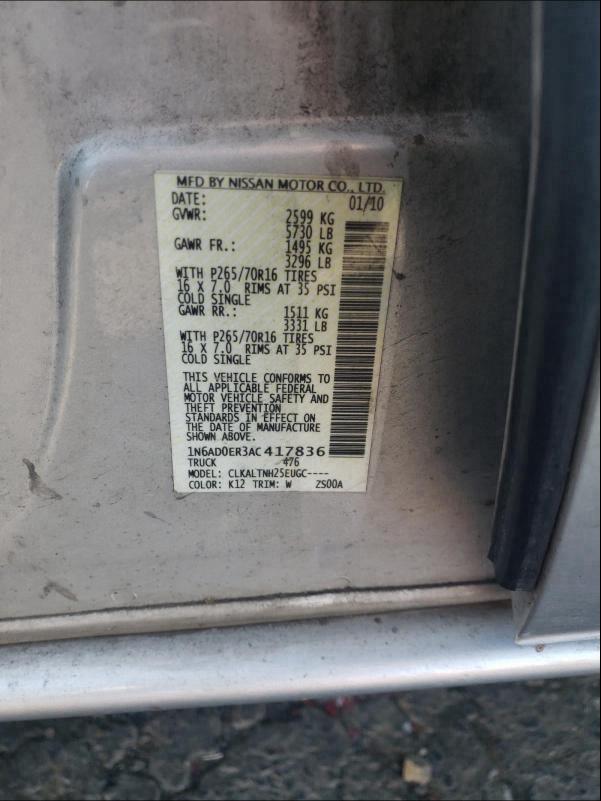 MFD BY NISSAN MOTOR CO., LTD.
DATE: 01/10
GVWR: 2599 KG
5730 LB
GAWR FR.: 1495 KG
3296 LB
WITH P265/70R16 TIRES
16 X 7.0 RIMS AT 35 PSI
COLD SINGLE
GAWR RR.: 1511 KG
3331 LB
WITH P265/70R16 TIRES
16 X 7.0 RIMS AT 35 PSI
COLD SINGLE
THIS VEHICLE CONFORMS TO
ALL APPLICABLE FEDERAL
MOTOR VEHICLE SAFETY AND
THEFT PREVENTION
STANDARDS IN EFFECT ON
THE DATE OF MANUFACTURE
SHOWN ABOVE.
1N6AD0ER3AC417836
TRUCK 476
MODEL: CLKALTNH25EUGC----
COLOR: K12 TRIM: W ZS00A